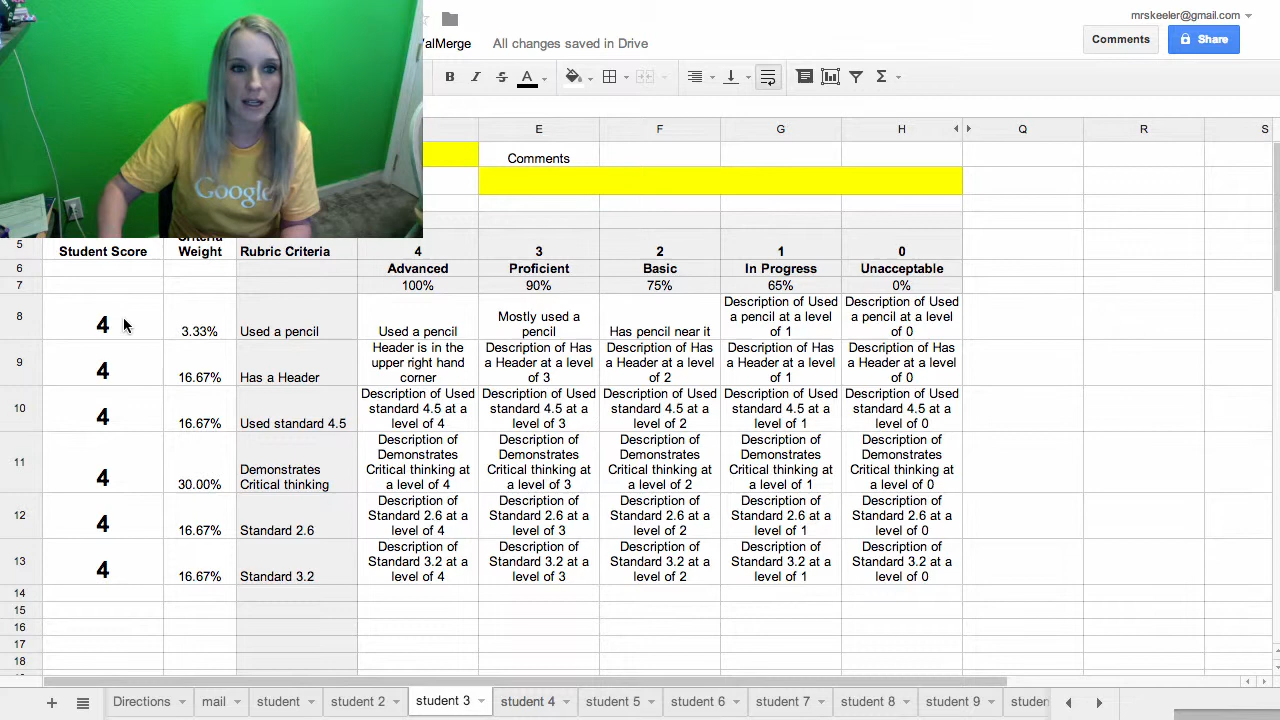 mrskeeler@gmail.com
ValMerge All changes saved in Drive Comments Share
B I S A Σ
E F G H Q R S
Comments
Google
5 Student Score Criteria Weight Rubric Criteria 4 3 2 1 0
6 Advanced Proficient Basic In Progress Unacceptable
7 100% 90% 75% 65% 0%
8 4 3.33% Used a pencil Used a pencil
Mostly used a
pencil
Has pencil near it
Description of Used
a pencil at a level
of 1
Description of Used
a pencil at a level
of 0
9 4 16.67% Has a Header
Header is in the
upper right hand
corner
Description of Has
a Header at a level
of 3
Description of Has
a Header at a level
of 2
Description of Has
a Header at a level
of 1
Description of Has
a Header at a level
of 0
10 4 16.67% Used standard 4.5
Description of Used
standard 4.5 at a
level of 4
Description of Used
standard 4.5 at a
level of 3
Description of Used
standard 4.5 at a
level of 2
Description of Used
standard 4.5 at a
level of 1
Description of Used
standard 4.5 at a
level of 0
11 4 30.00%
Demonstrates
Critical thinking
Description of
Demonstrates
Critical thinking at
a level of 4
Description of
Demonstrates
Critical thinking at
a level of 3
Description of
Demonstrates
Critical thinking at
a level of 2
Description of
Demonstrates
Critical thinking at
a level of 1
Description of
Demonstrates
Critical thinking at
a level of 0
12 4 16.67% Standard 2.6
Description of
Standard 2.6 at a
level of 4
Description of
Standard 2.6 at a
level of 3
Description of
Standard 2.6 at a
level of 2
Description of
Standard 2.6 at a
level of 1
Description of
Standard 2.6 at a
level of 0
13 4 16.67% Standard 3.2
Description of
Standard 3.2 at a
level of 4
Description of
Standard 3.2 at a
level of 3
Description of
Standard 3.2 at a
level of 2
Description of
Standard 3.2 at a
level of 1
Description of
Standard 3.2 at a
level of 0
14
15
16
17
18
+ Directions mail student student 2 student 3 student 4 student 5 student 6 student 7 student 8 student 9 studen